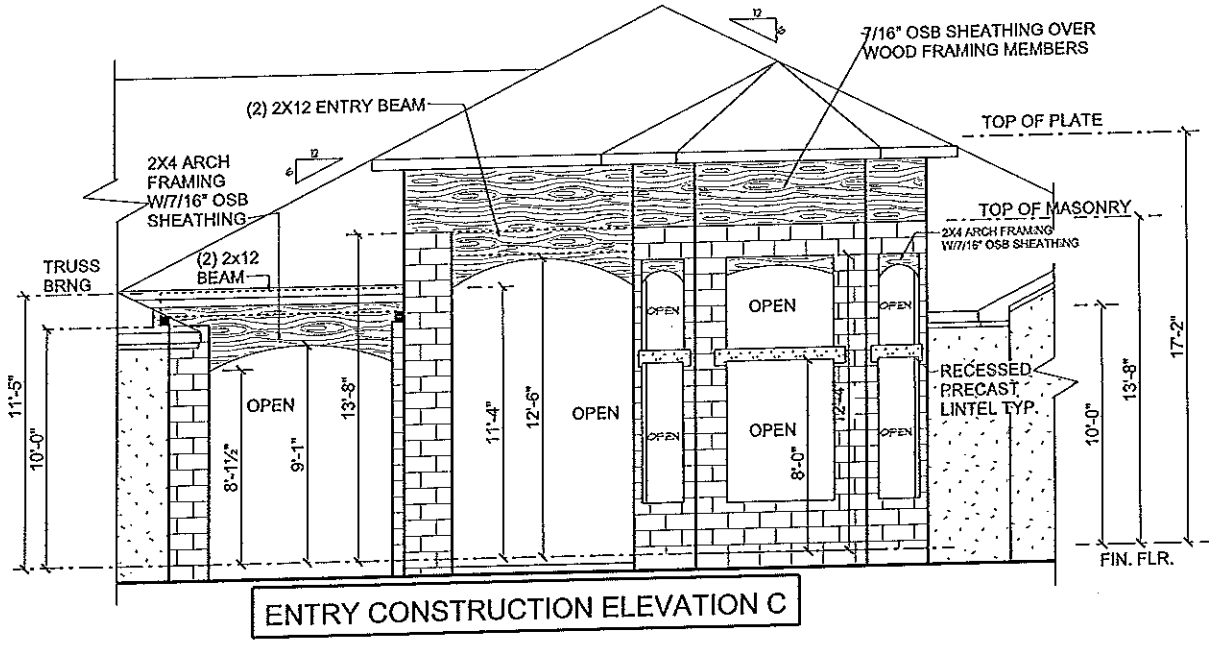 12
6
7/16" OSB SHEATHING OVER
WOOD FRAMING MEMBERS
(2) 2X12 ENTRY BEAM
TOP OF PLATE
2X4 ARCH
FRAMING
W/7/16" OSB
SHEATHING
12
6
TOP OF MASONRY
2X4 ARCH FRAMING
W/7/16" OSB SHEATHING
TRUSS
BRNG
(2) 2x12
BEAM
OPEN
OPEN
OPEN
17'-2"
13'-8"
10'-0"
RECESSED
PRECAST
LINTEL TYP.
11'-5"
10'-0"
8'-1½"
OPEN
9'-1"
13'-8"
11'-4"
12'-6"
OPEN
OPEN
OPEN
OPEN
8'-0"
12'-4"
FIN. FLR.
ENTRY CONSTRUCTION ELEVATION C